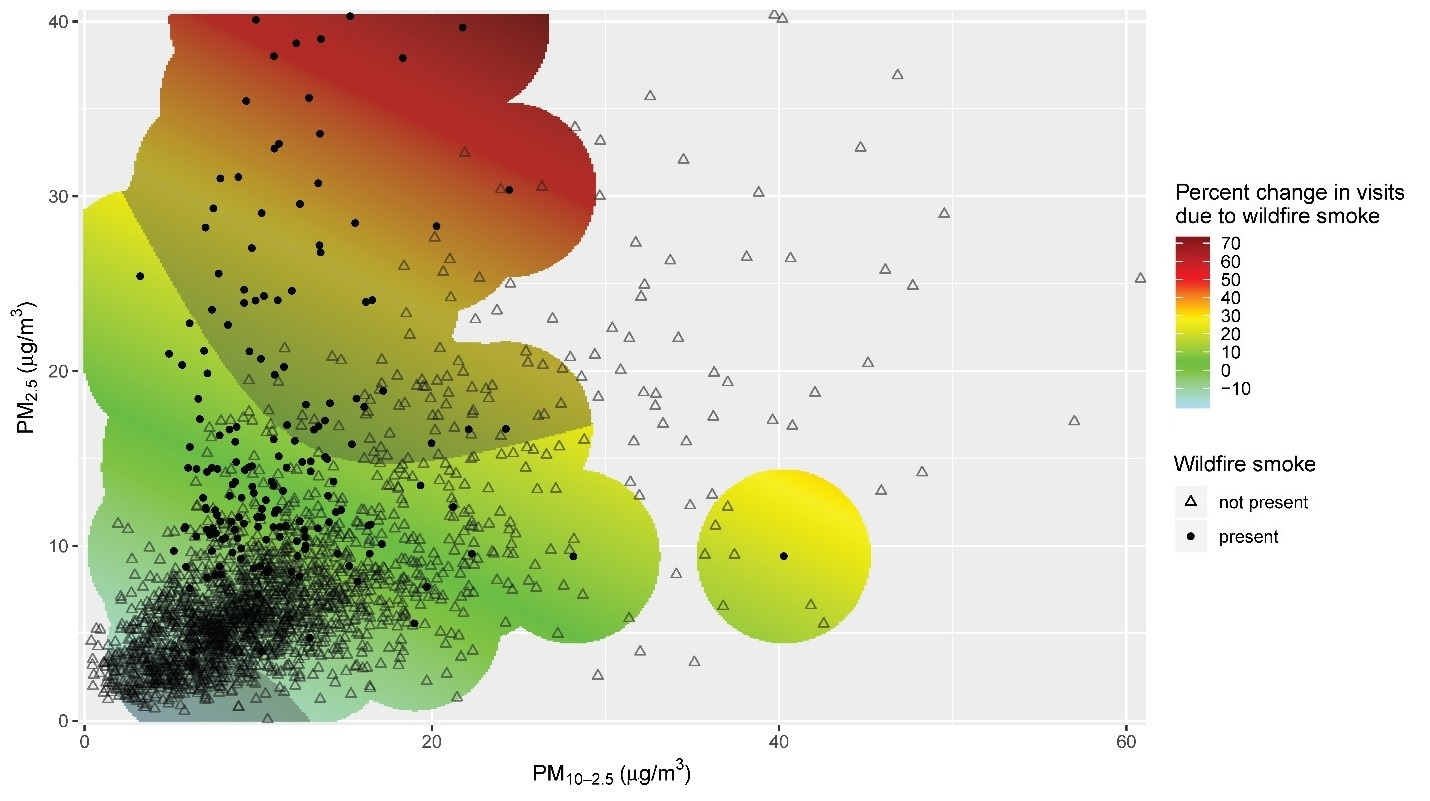 40
30
20
10
0
PM2.5 (μg/m3)
0
20
40
60
PM10–2.5 (μg/m3)
Percent change in visits
due to wildfire smoke
70
60
50
40
30
20
10
0
−10
Wildfire smoke
not present
present